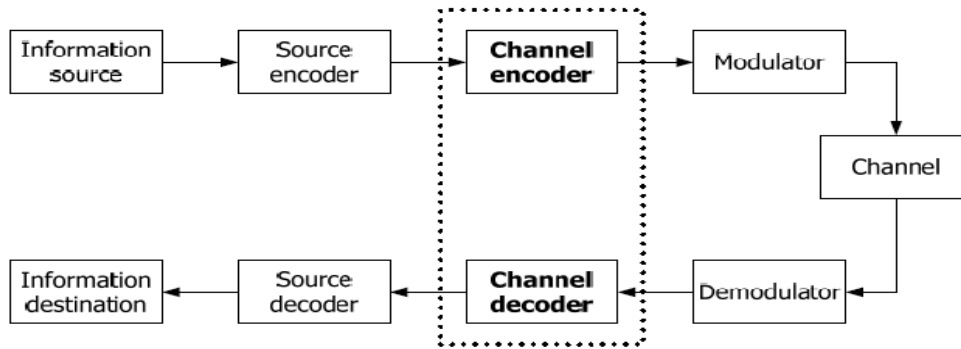 Information
source
Source
encoder
Channel
encoder
Modulator
Channel
Information
destination
Source
decoder
Channel
decoder
Demodulator